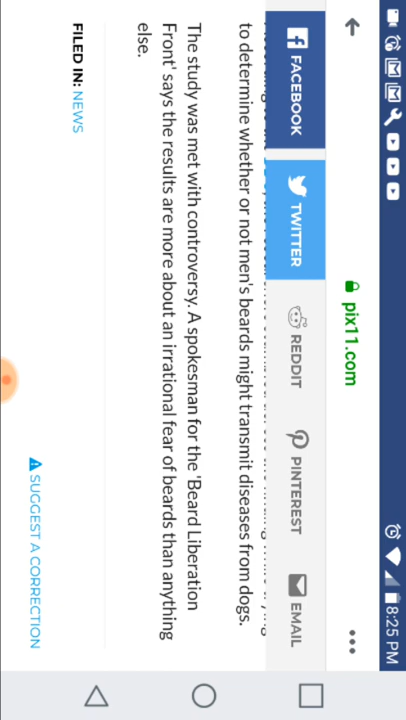 8:25 PM
pix11.com
FACEBOOK TWITTER REDDIT PINTEREST EMAIL
to determine whether or not men's beards might transmit diseases from dogs.
The study was met with controversy. A spokesman for the 'Beard Liberation
Front' says the results are more about an irrational fear of beards than anything
else.
FILED IN: NEWS
SUGGEST A CORRECTION